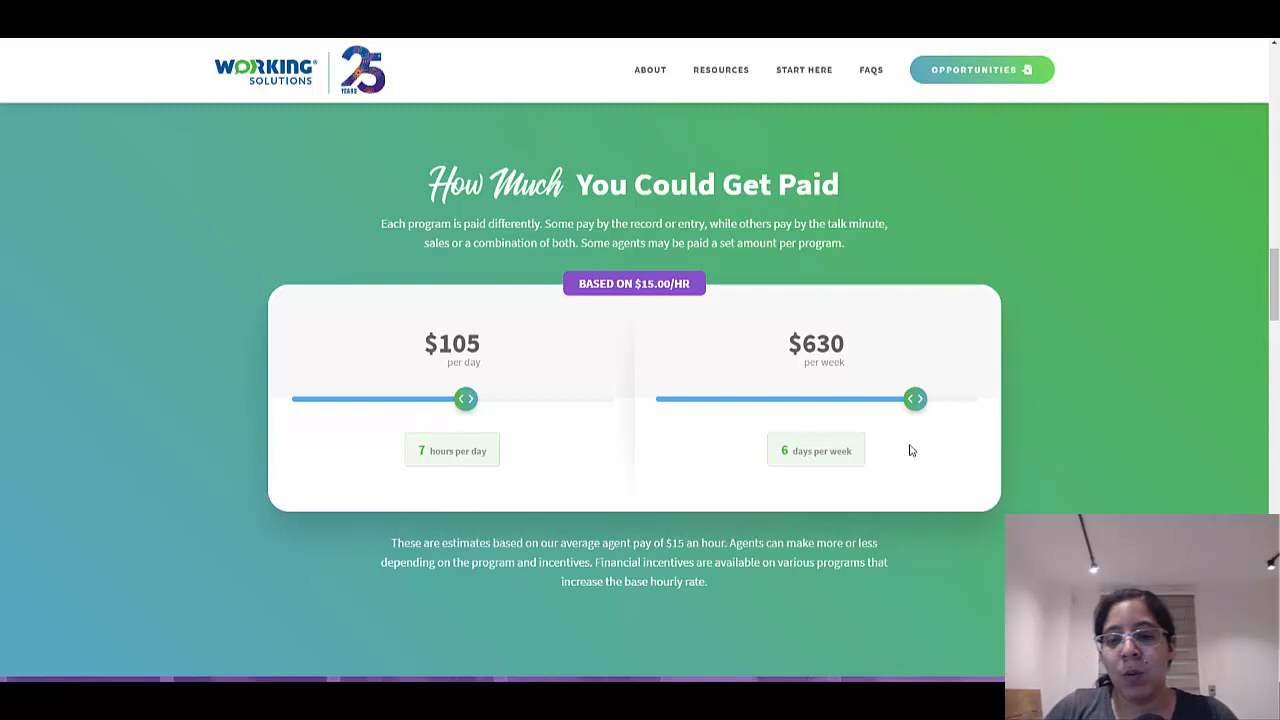 WORKING
SOLUTIONS
25
YEARS
ABOUT
RESOURCES
START HERE
FAQS
OPPORTUNITIES
How Much You Could Get Paid
Each program is paid differently. Some pay by the record or entry, while others pay by the talk minute,
sales or a combination of both. Some agents may be paid a set amount per program.
BASED ON $15.00/HR
$105
per day
7 hours per day
$630
per week
6 days per week
These are estimates based on our average agent pay of $15 an hour. Agents can make more or less
depending on the program and incentives. Financial incentives are available on various programs that
increase the base hourly rate.